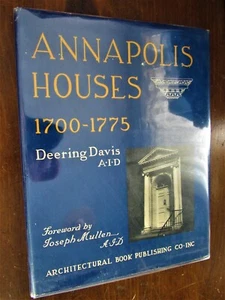 ANNAPOLIS
HOUSES
1700-1775
Deering Davis
A·I·D
Foreword by
Joseph Mullen
A·I·D
ARCHITECTURAL BOOK PUBLISHING CO·INC